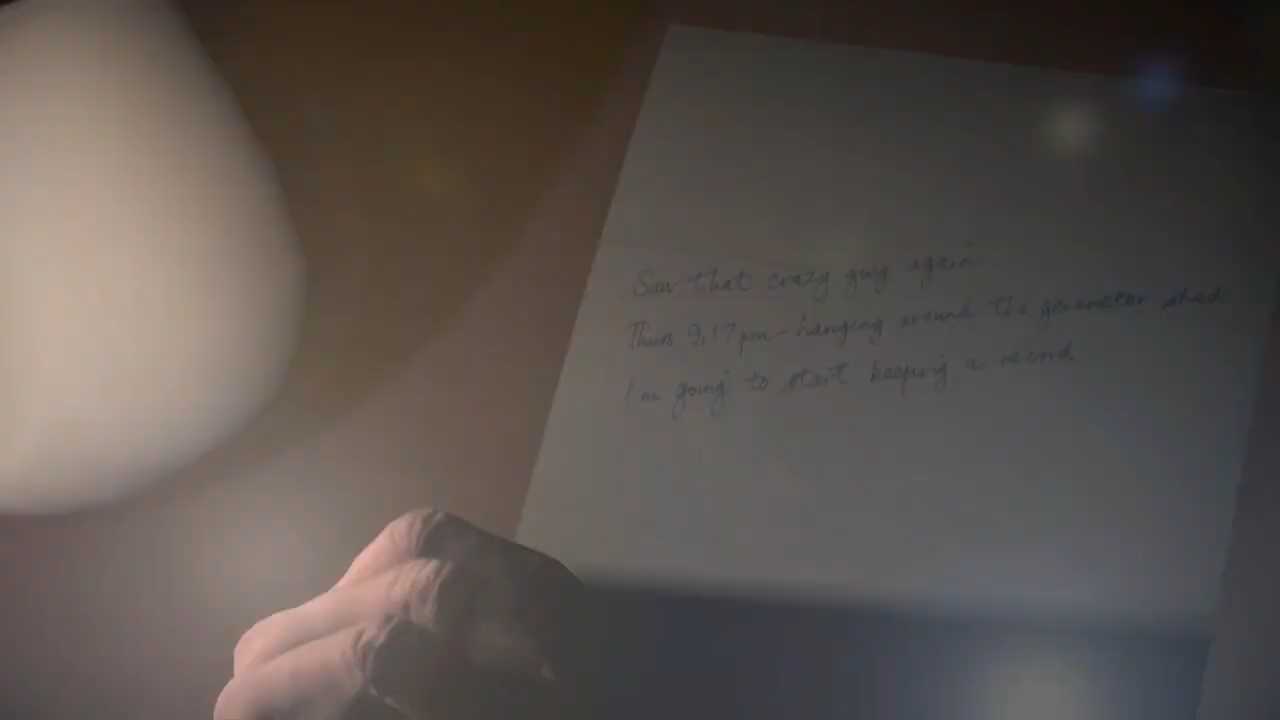 Saw that crazy guy again
Thurs 9,17pm - hanging around the generator shed
I'm going to start keeping a record